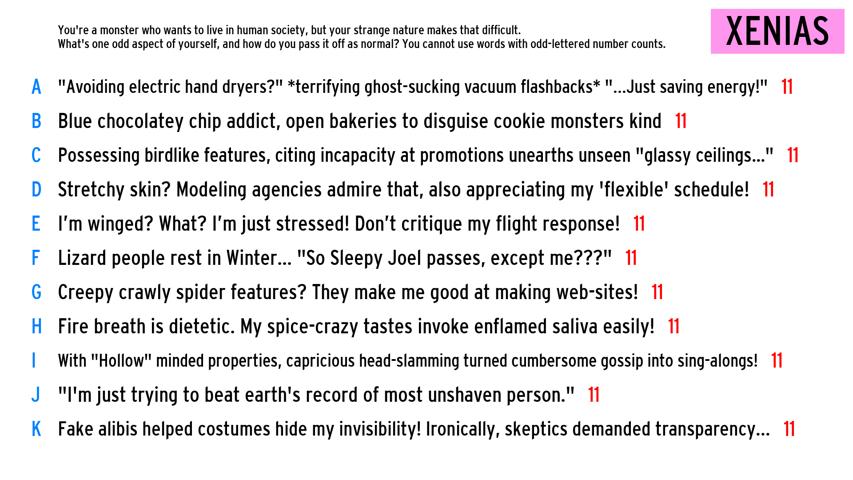 You're a monster who wants to live in human society, but your strange nature makes that difficult.
What's one odd aspect of yourself, and how do you pass it off as normal? You cannot use words with odd-lettered number counts.
XENIAS
A "Avoiding electric hand dryers?" *terrifying ghost-sucking vacuum flashbacks* "...Just saving energy!" 11
B Blue chocolatey chip addict, open bakeries to disguise cookie monsters kind 11
C Possessing birdlike features, citing incapacity at promotions unearths unseen "glassy ceilings..." 11
D Stretchy skin? Modeling agencies admire that, also appreciating my 'flexible' schedule! 11
E I’m winged? What? I’m just stressed! Don’t critique my flight response! 11
F Lizard people rest in Winter... "So Sleepy Joel passes, except me???" 11
G Creepy crawly spider features? They make me good at making web-sites! 11
H Fire breath is dietetic. My spice-crazy tastes invoke enflamed saliva easily! 11
I With "Hollow" minded properties, capricious head-slamming turned cumbersome gossip into sing-alongs! 11
J "I'm just trying to beat earth's record of most unshaven person." 11
K Fake alibis helped costumes hide my invisibility! Ironically, skeptics demanded transparency... 11